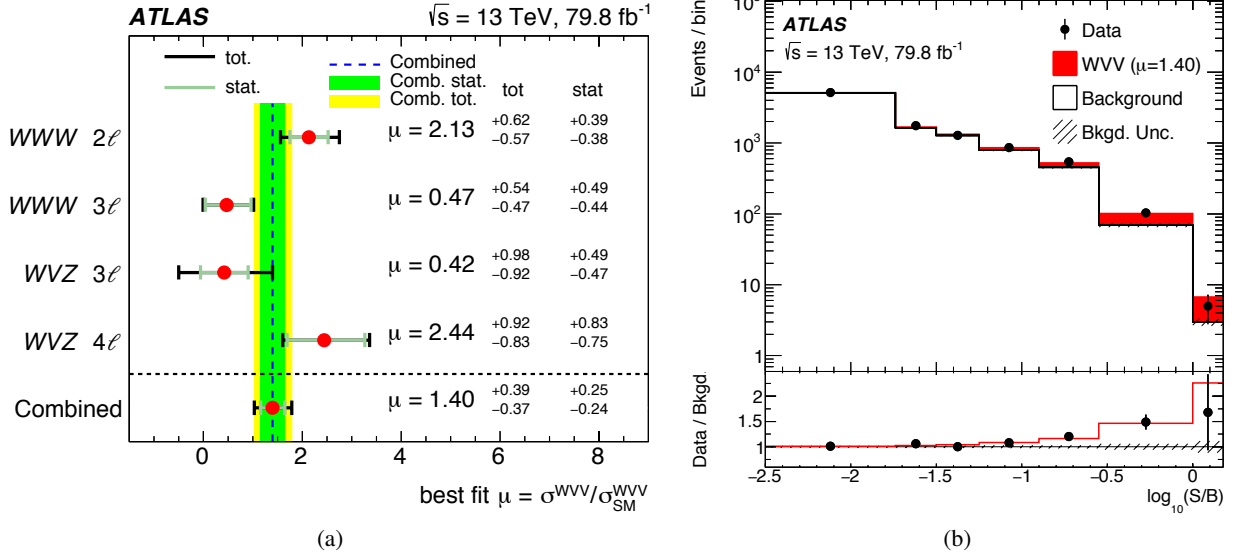 ATLAS √s = 13 TeV, 79.8 fb⁻¹
tot.
stat.
Combined
Comb. stat.
Comb. tot.
tot stat
WWW 2ℓ μ = 2.13 +0.62 −0.57 +0.39 −0.38
WWW 3ℓ μ = 0.47 +0.54 −0.47 +0.49 −0.44
WVZ 3ℓ μ = 0.42 +0.98 −0.92 +0.49 −0.47
WVZ 4ℓ μ = 2.44 +0.92 −0.83 +0.83 −0.75
Combined μ = 1.40 +0.39 −0.37 +0.25 −0.24
0 2 4 6 8
best fit μ = σ^WVV/σ_SM^WVV
(a)
Events / bin
ATLAS
√s = 13 TeV, 79.8 fb⁻¹
Data
WVV (μ=1.40)
Background
Bkgd. Unc.
10⁵
10⁴
10³
10²
10
1
Data / Bkgd.
2
1.5
1
−2.5 −2 −1.5 −1 −0.5 0
log₁₀(S/B)
(b)